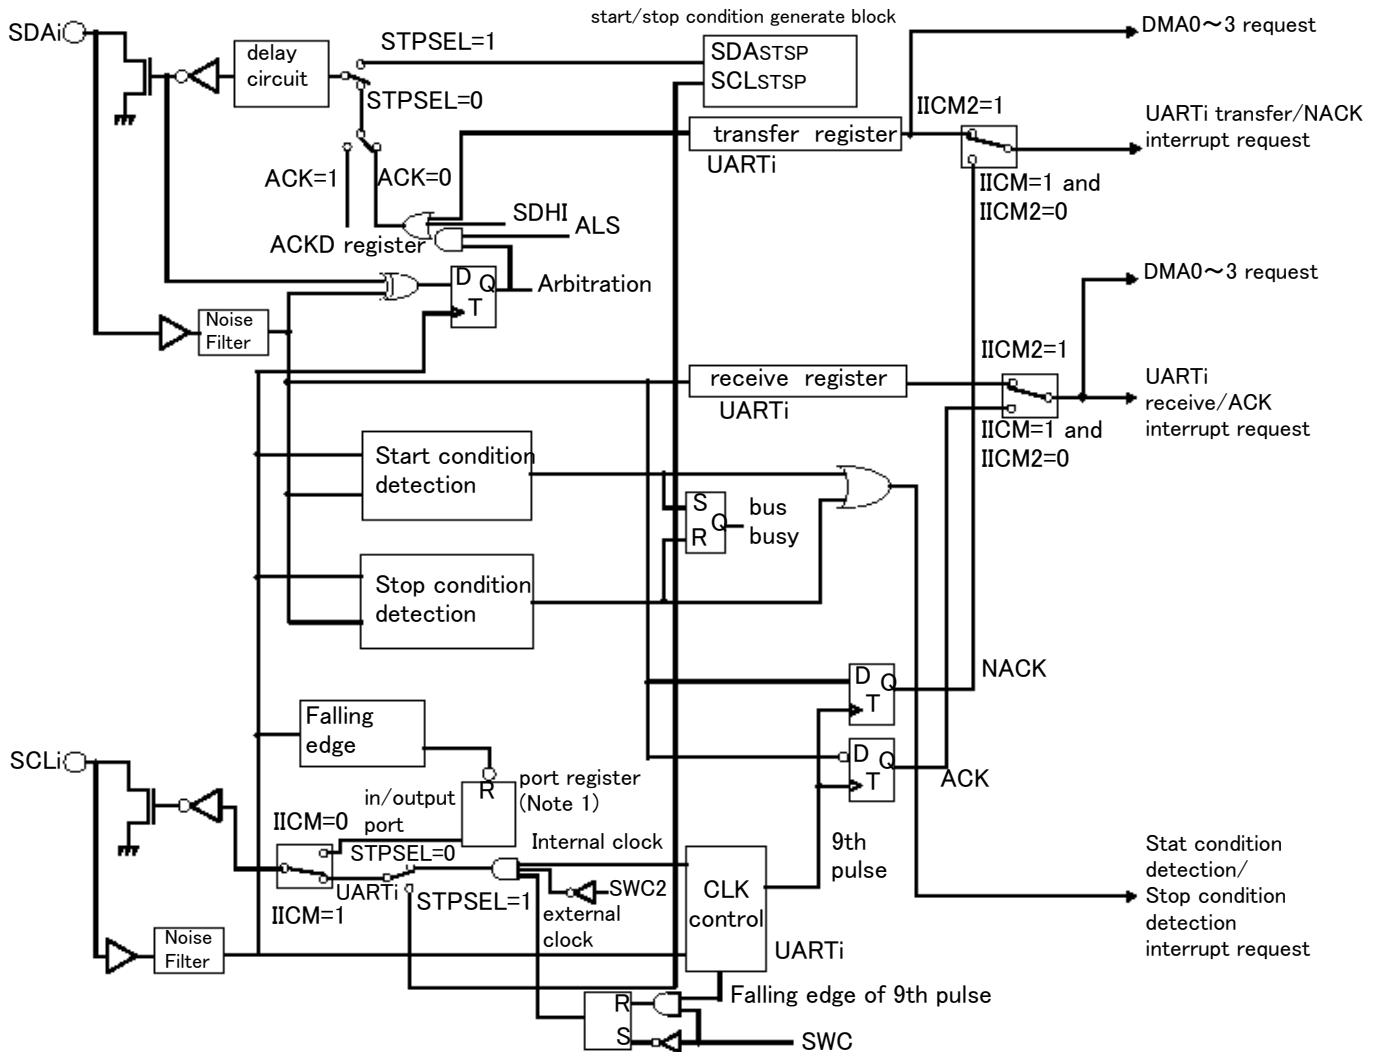 start/stop condition generate block
DMA0～3 request
SDAi
STPSEL=1
SDASTSP
delay
circuit
SCLSTSP
STPSEL=0
IICM2=1
UARTi transfer/NACK
interrupt request
transfer register
UARTi
ACK=1
ACK=0
IICM=1 and
IICM2=0
SDHI
ALS
ACKD register
D
Q
T
Arbitration
DMA0～3 request
Noise
Filter
IICM2=1
receive register
UARTi
UARTi
receive/ACK
interrupt request
IICM=1 and
IICM2=0
Start condition
detection
S
Q
R
bus
busy
Stop condition
detection
NACK
D
Q
T
Falling
edge
D
Q
T
ACK
SCLi
R
port register
(Note 1)
in/output
port
IICM=0
STPSEL=0
Internal clock
9th
pulse
Stat condition
detection/
Stop condition
detection
interrupt request
UARTi
STPSEL=1
SWC2
CLK
control
IICM=1
external
clock
UARTi
Noise
Filter
Falling edge of 9th pulse
R
S
SWC